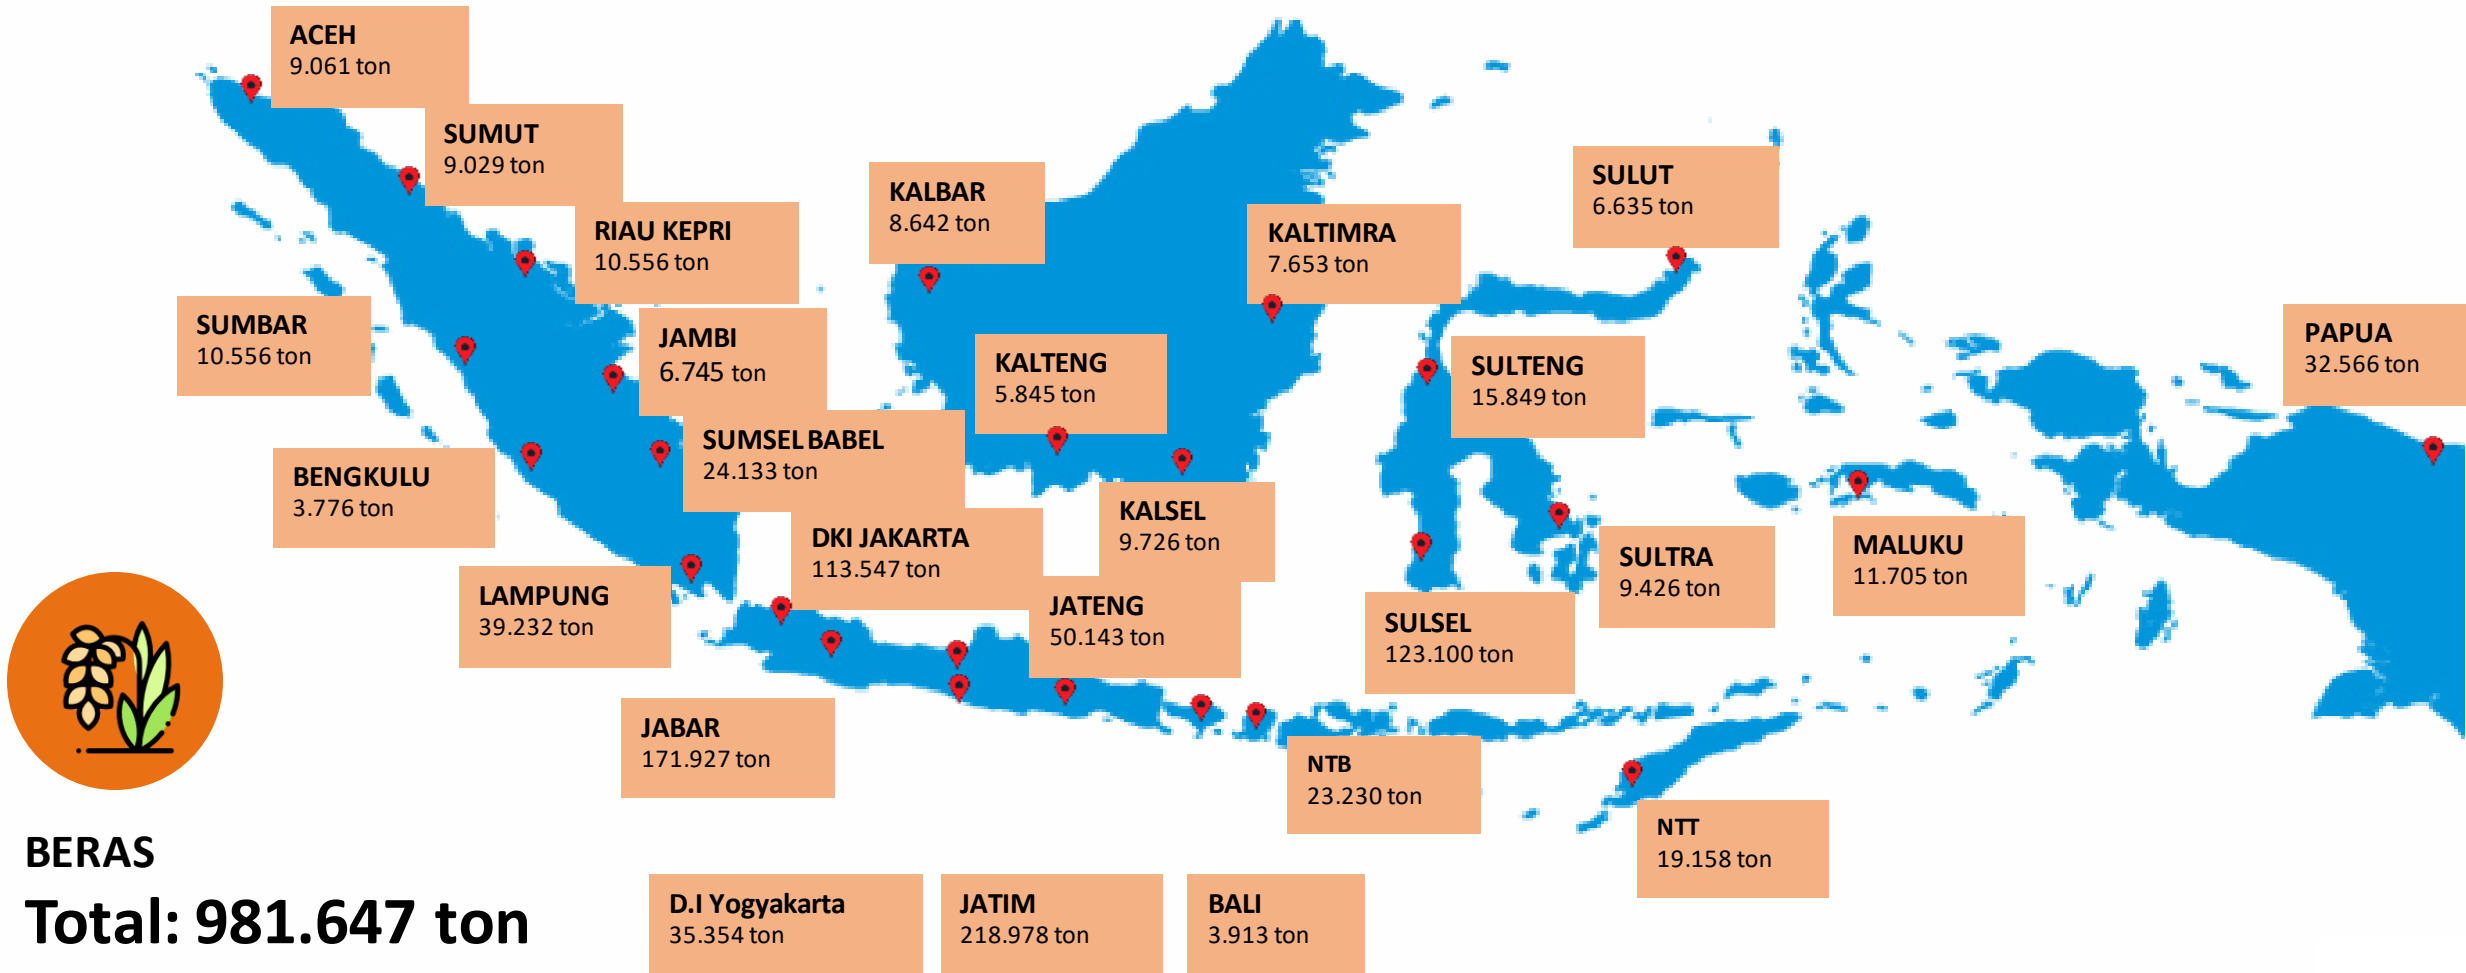 ACEH
9.061 ton
SUMUT
9.029 ton
RIAU KEPRI
10.556 ton
SUMBAR
10.556 ton
JAMBI
6.745 ton
SUMSEL BABEL
24.133 ton
BENGKULU
3.776 ton
LAMPUNG
39.232 ton
DKI JAKARTA
113.547 ton
JATENG
50.143 ton
JABAR
171.927 ton
KALBAR
8.642 ton
KALTENG
5.845 ton
KALTIMRA
7.653 ton
KALSEL
9.726 ton
SULUT
6.635 ton
SULTENG
15.849 ton
SULTRA
9.426 ton
SULSEL
123.100 ton
MALUKU
11.705 ton
PAPUA
32.566 ton
NTB
23.230 ton
NTT
19.158 ton
BERAS
Total: 981.647 ton
D.I Yogyakarta
35.354 ton
JATIM
218.978 ton
BALI
3.913 ton